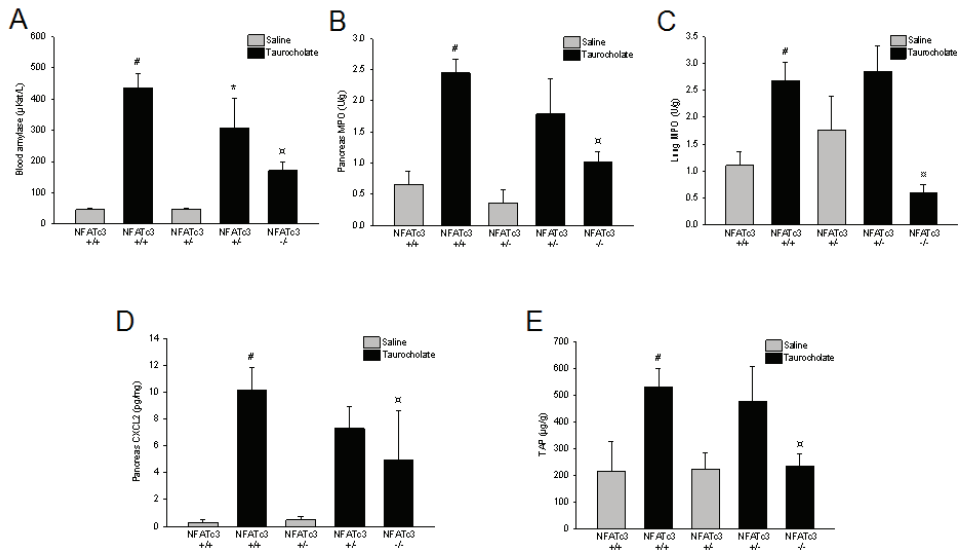 A
Saline
Taurocholate
600
500
400
300
200
100
0
Blood amylase (µKat/L)
#
*
¤
NFATc3 NFATc3 NFATc3 NFATc3 NFATc3
+/+ +/+ +/- +/- -/-
B
Saline
Taurocholate
3.0
2.5
2.0
1.5
1.0
0.5
0.0
Pancreas MPO (U/g)
#
¤
NFATc3 NFATc3 NFATc3 NFATc3 NFATc3
+/+ +/+ +/- +/- -/-
C
Saline
Taurocholate
3.5
3.0
2.5
2.0
1.5
1.0
0.5
0.0
Lung MPO (U/g)
#
¤
NFATc3 NFATc3 NFATc3 NFATc3 NFATc3
+/+ +/+ +/- +/- -/-
D
Saline
Taurocholate
14
12
10
8
6
4
2
0
Pancreas CXCL2 (pg/mg)
#
¤
NFATc3 NFATc3 NFATc3 NFATc3 NFATc3
+/+ +/+ +/- +/- -/-
E
Saline
Taurocholate
700
600
500
400
300
200
100
0
TAP (µg/g)
#
¤
NFATc3 NFATc3 NFATc3 NFATc3 NFATc3
+/+ +/+ +/- +/- -/-